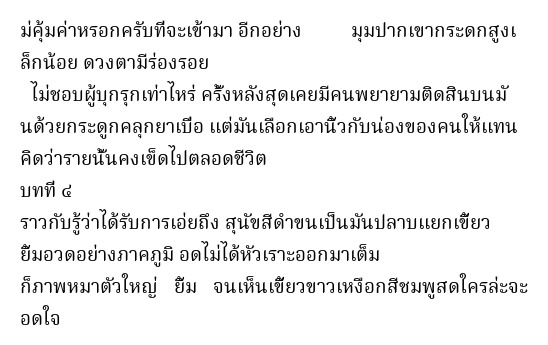 ม่คุ้มค่าหรอกครับที่จะเข้ามา อีกอย่าง มุมปากเขากระดกสูงเ
ล็กน้อย ดวงตามีร่องรอย
ไม่ชอบผู้บุกรุกเท่าไหร่ ครั้งหลังสุดเคยมีคนพยายามติดสินบนมั
นด้วยกระดูกคลุกยาเบื่อ แต่มันเลือกเอานิ้วกับน่องของคนให้แทน
คิดว่ารายนั้นคงเข็ดไปตลอดชีวิต
บทที่ ๔
ราวกับรู้ว่าได้รับการเอ่ยถึง สุนัขสีดำขนเป็นมันปลาบแยกเขี้ยว
ยิ้มอวดอย่างภาคภูมิ อดไม่ได้หัวเราะออกมาเต็ม
ก็ภาพหมาตัวใหญ่ ยิ้ม จนเห็นเขี้ยวขาวเหงือกสีชมพูสดใครล่ะจะ
อดใจ